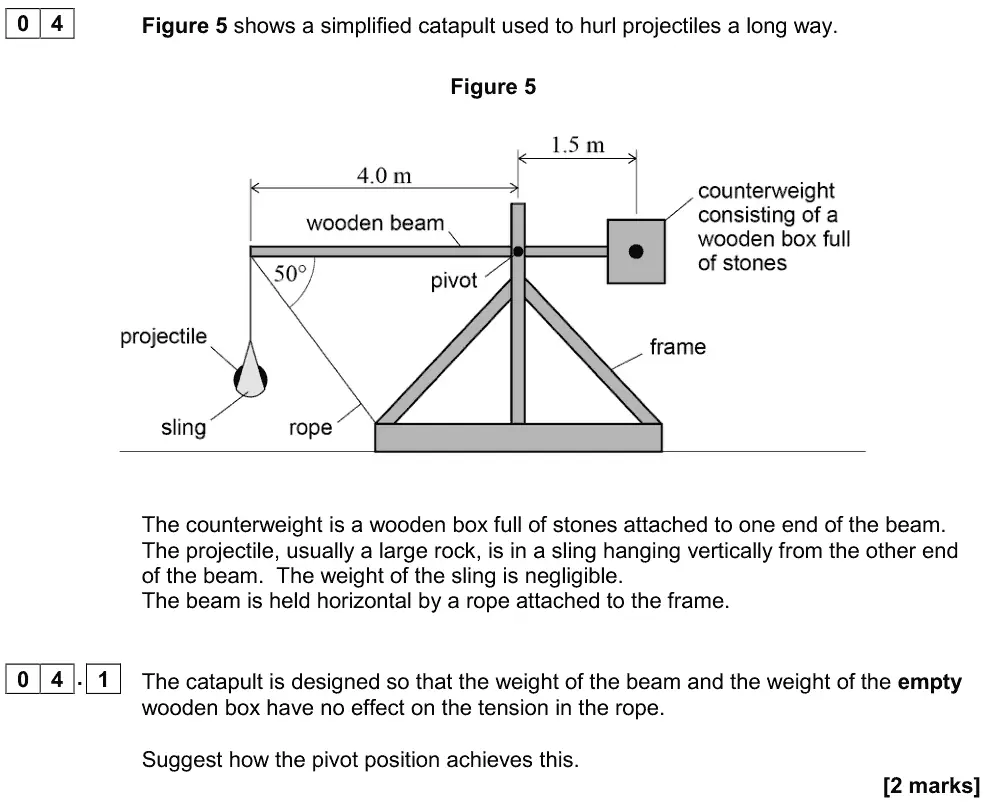 0 4 Figure 5 shows a simplified catapult used to hurl projectiles a long way.
Figure 5
1.5 m
4.0 m
counterweight
consisting of a
wooden box full
of stones
wooden beam
50°
pivot
projectile
frame
sling
rope
The counterweight is a wooden box full of stones attached to one end of the beam.
The projectile, usually a large rock, is in a sling hanging vertically from the other end
of the beam. The weight of the sling is negligible.
The beam is held horizontal by a rope attached to the frame.
0 4 . 1 The catapult is designed so that the weight of the beam and the weight of the empty
wooden box have no effect on the tension in the rope.
Suggest how the pivot position achieves this.
[2 marks]